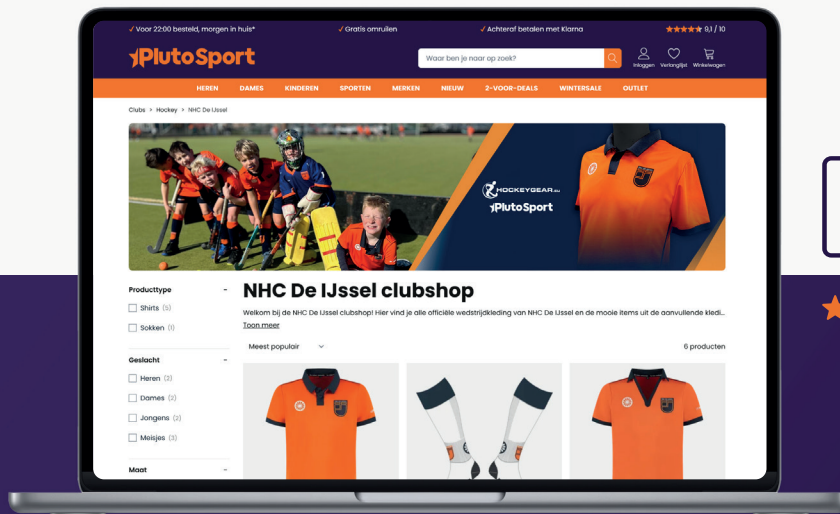 ✓ Voor 22:00 besteld, morgen in huis*
✓ Gratis omruilen
✓ Achteraf betalen met Klarna
★★★★★ 9,1 / 10
PlutoSport
Waar ben je naar op zoek?
Inloggen
Verlanglijst
Winkelwagen
HEREN DAMES KINDEREN SPORTEN MERKEN NIEUW 2-VOOR-DEALS WINTERSALE OUTLET
Clubs > Hockey > NHC De IJssel
HOCKEYGEAR.EU
PlutoSport
Producttype -
Shirts (5)
Sokken (1)
Geslacht -
Heren (2)
Dames (2)
Jongens (2)
Meisjes (3)
Maat -
NHC De IJssel clubshop
Welkom bij de NHC De IJssel clubshop! Hier vind je alle officiële wedstrijdkleding van NHC De IJssel en de mooie items uit de aanvullende kledi...
Toon meer
Meest populair
6 producten